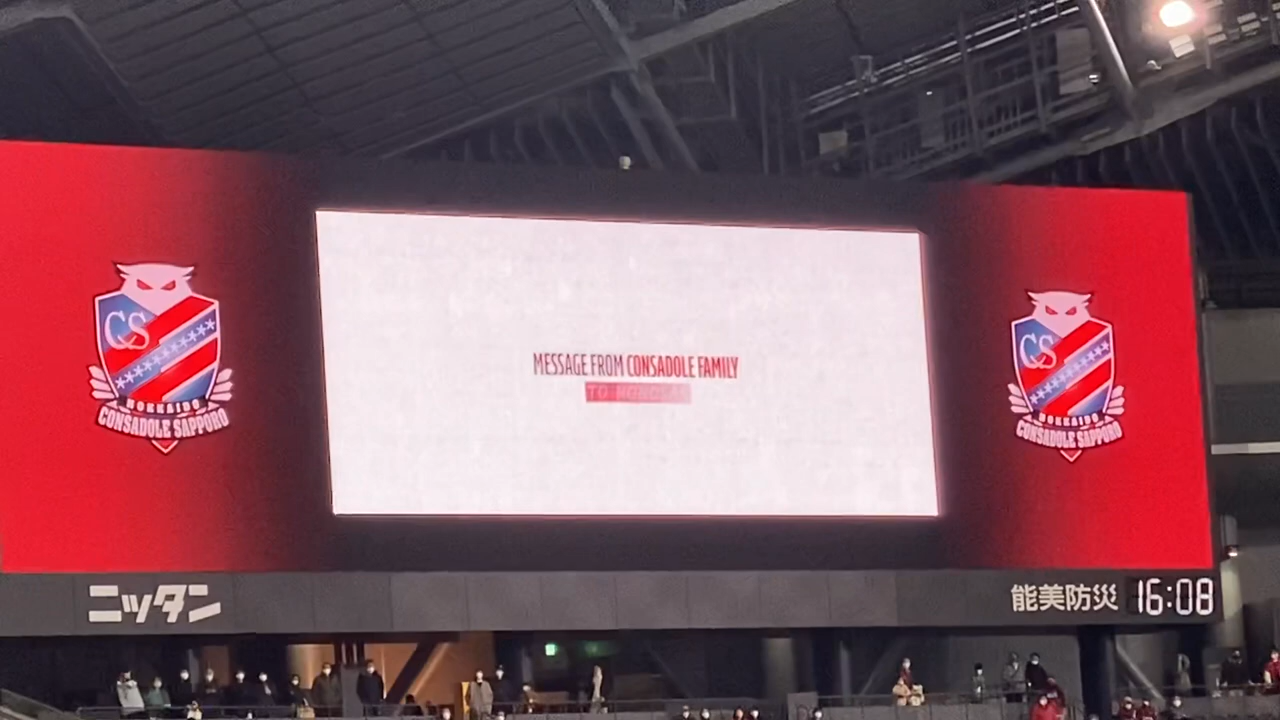 MESSAGE FROM CONSADOLE FAMILY
CS
HOKKAIDO
CONSADOLE SAPPORO
CS
HOKKAIDO
CONSADOLE SAPPORO
ニッタン
能美防災 16:08